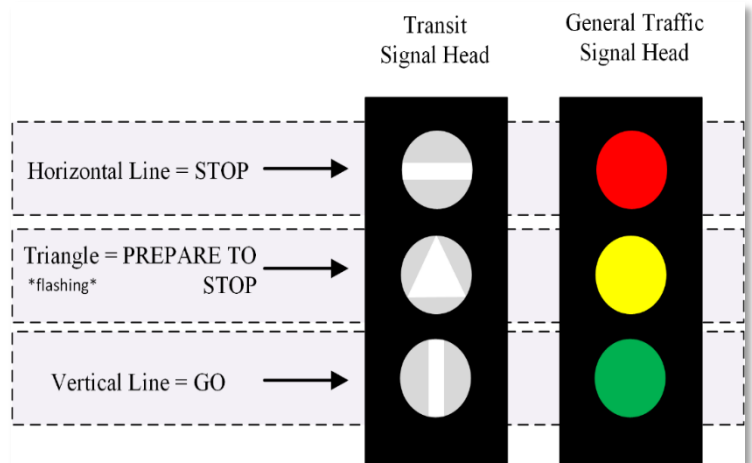 Transit
Signal Head
General Traffic
Signal Head
Horizontal Line = STOP
Triangle = PREPARE TO
*flashing* STOP
Vertical Line = GO